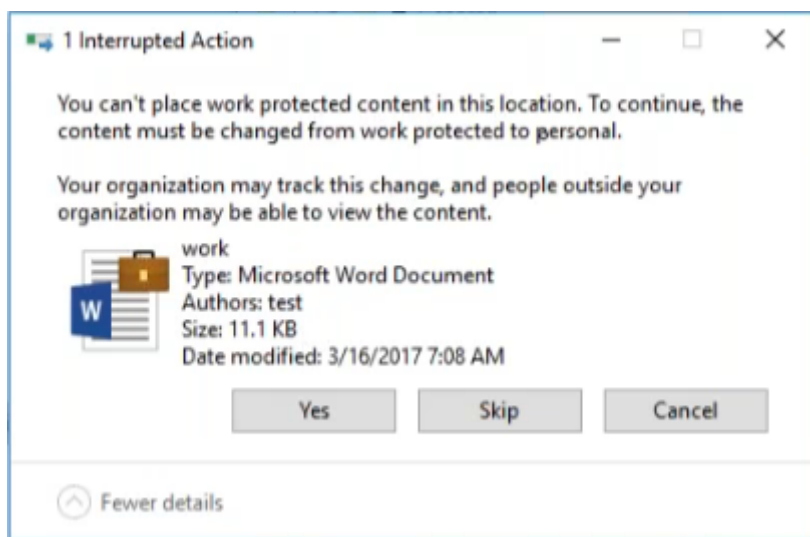 1 Interrupted Action
You can't place work protected content in this location. To continue, the
content must be changed from work protected to personal.
Your organization may track this change, and people outside your
organization may be able to view the content.
work
Type: Microsoft Word Document
Authors: test
Size: 11.1 KB
Date modified: 3/16/2017 7:08 AM
W
Yes Skip Cancel
Fewer details